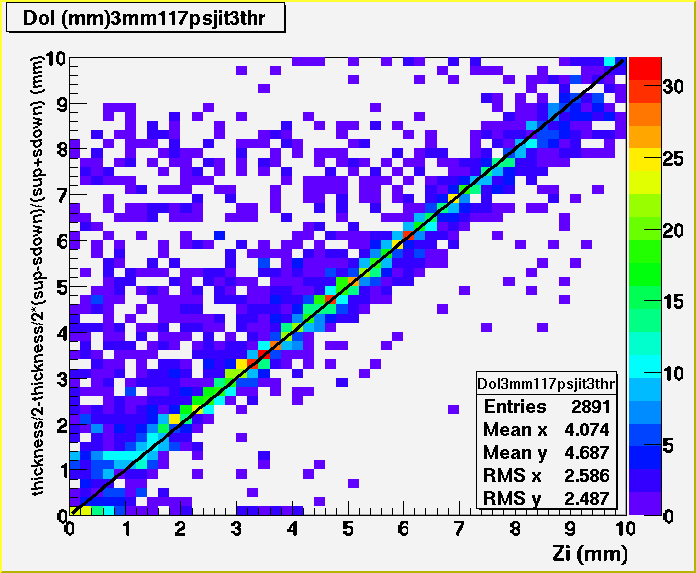 DoI (mm)3mm117psjit3thr
thickness/2-thickness/2*(sup-sdown)/(sup+sdown) (mm)
10
9
8
7
6
5
4
3
2
1
0
0 1 2 3 4 5 6 7 8 9 10
Zi (mm)
30
25
20
15
10
5
0
DoI3mm117psjit3thr
Entries 2891
Mean x 4.074
Mean y 4.687
RMS x 2.586
RMS y 2.487